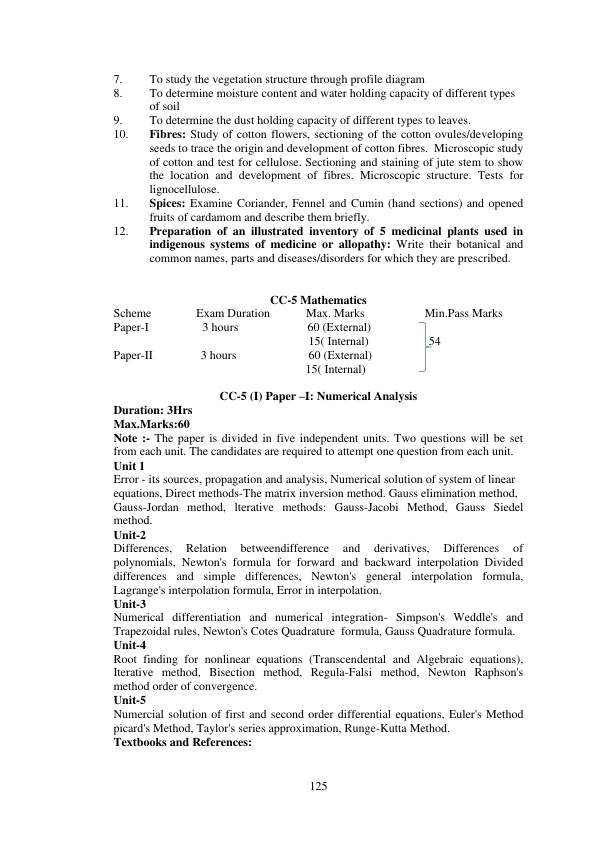 7. To study the vegetation structure through profile diagram
8. To determine moisture content and water holding capacity of different types
of soil
9. To determine the dust holding capacity of different types to leaves.
10. Fibres: Study of cotton flowers, sectioning of the cotton ovules/developing
seeds to trace the origin and development of cotton fibres. Microscopic study
of cotton and test for cellulose. Sectioning and staining of jute stem to show
the location and development of fibres. Microscopic structure. Tests for
lignocellulose.
11. Spices: Examine Coriander, Fennel and Cumin (hand sections) and opened
fruits of cardamom and describe them briefly.
12. Preparation of an illustrated inventory of 5 medicinal plants used in
indigenous systems of medicine or allopathy: Write their botanical and
common names, parts and diseases/disorders for which they are prescribed.
CC-5 Mathematics
Scheme Exam Duration Max. Marks Min.Pass Marks
Paper-I 3 hours 60 (External)
15( Internal) 54
Paper-II 3 hours 60 (External)
15( Internal)
CC-5 (I) Paper –I: Numerical Analysis
Duration: 3Hrs
Max.Marks:60
Note :- The paper is divided in five independent units. Two questions will be set
from each unit. The candidates are required to attempt one question from each unit.
Unit 1
Error - its sources, propagation and analysis, Numerical solution of system of linear
equations, Direct methods-The matrix inversion method. Gauss elimination method,
Gauss-Jordan method, lterative methods: Gauss-Jacobi Method, Gauss Siedel
method.
Unit-2
Differences, Relation betweendifference and derivatives, Differences of
polynomials, Newton's formula for forward and backward interpolation Divided
differences and simple differences, Newton's general interpolation formula,
Lagrange's interpolation formula, Error in interpolation.
Unit-3
Numerical differentiation and numerical integration- Simpson's Weddle's and
Trapezoidal rules, Newton's Cotes Quadrature formula, Gauss Quadrature formula.
Unit-4
Root finding for nonlinear equations (Transcendental and Algebraic equations),
Iterative method, Bisection method, Regula-Falsi method, Newton Raphson's
method order of convergence.
Unit-5
Numercial solution of first and second order differential equations, Euler's Method
picard's Method, Taylor's series approximation, Runge-Kutta Method.
Textbooks and References:
125